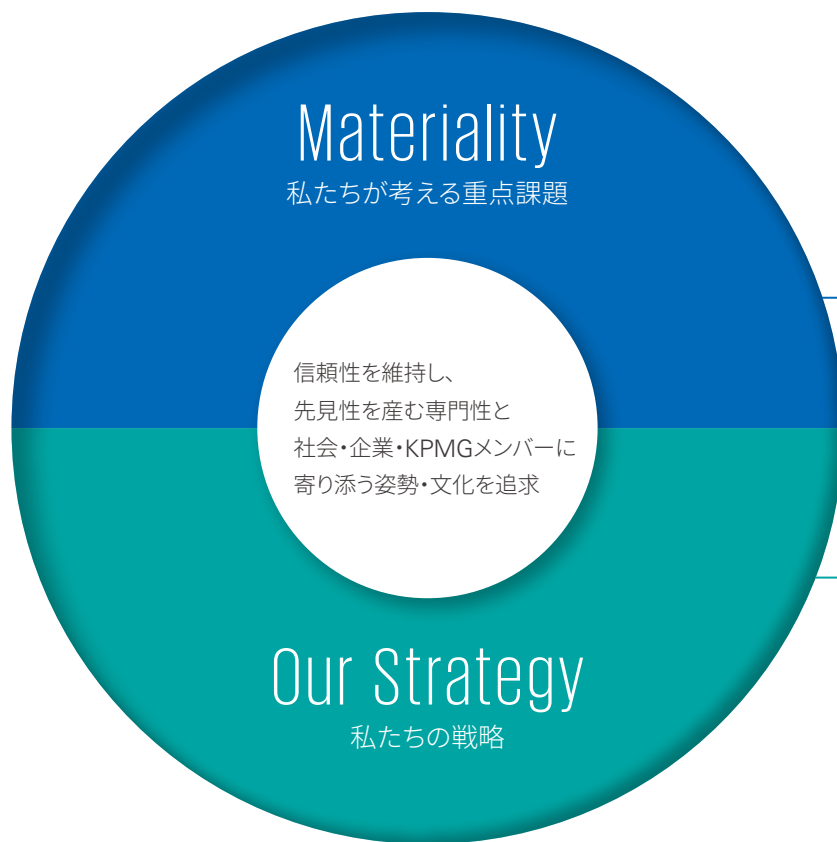 Materiality
私たちが考える重点課題
信頼性を維持し、
先見性を産む専門性と
社会・企業・KPMGメンバーに
寄り添う姿勢・文化を追求
Our Strategy
私たちの戦略